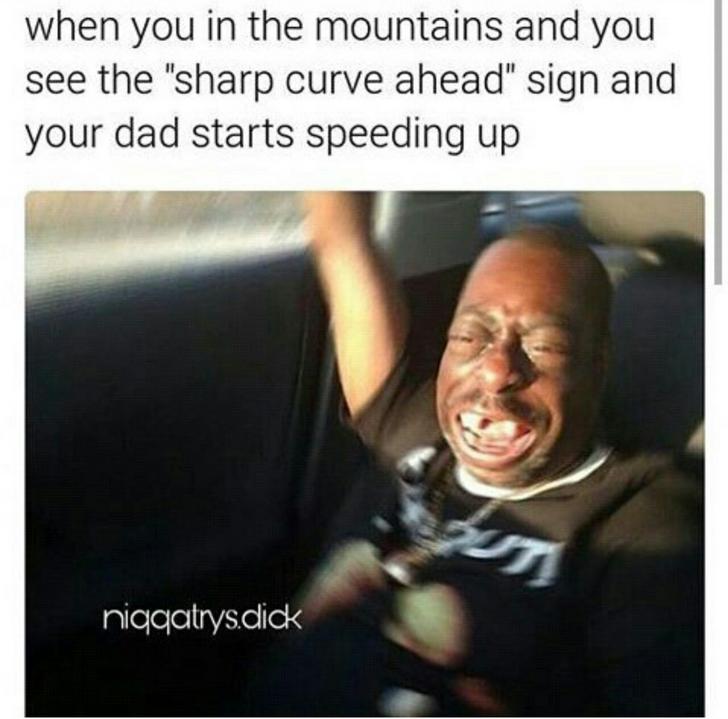 when you in the mountains and you
see the "sharp curve ahead" sign and
your dad starts speeding up
niqqatrys.dick